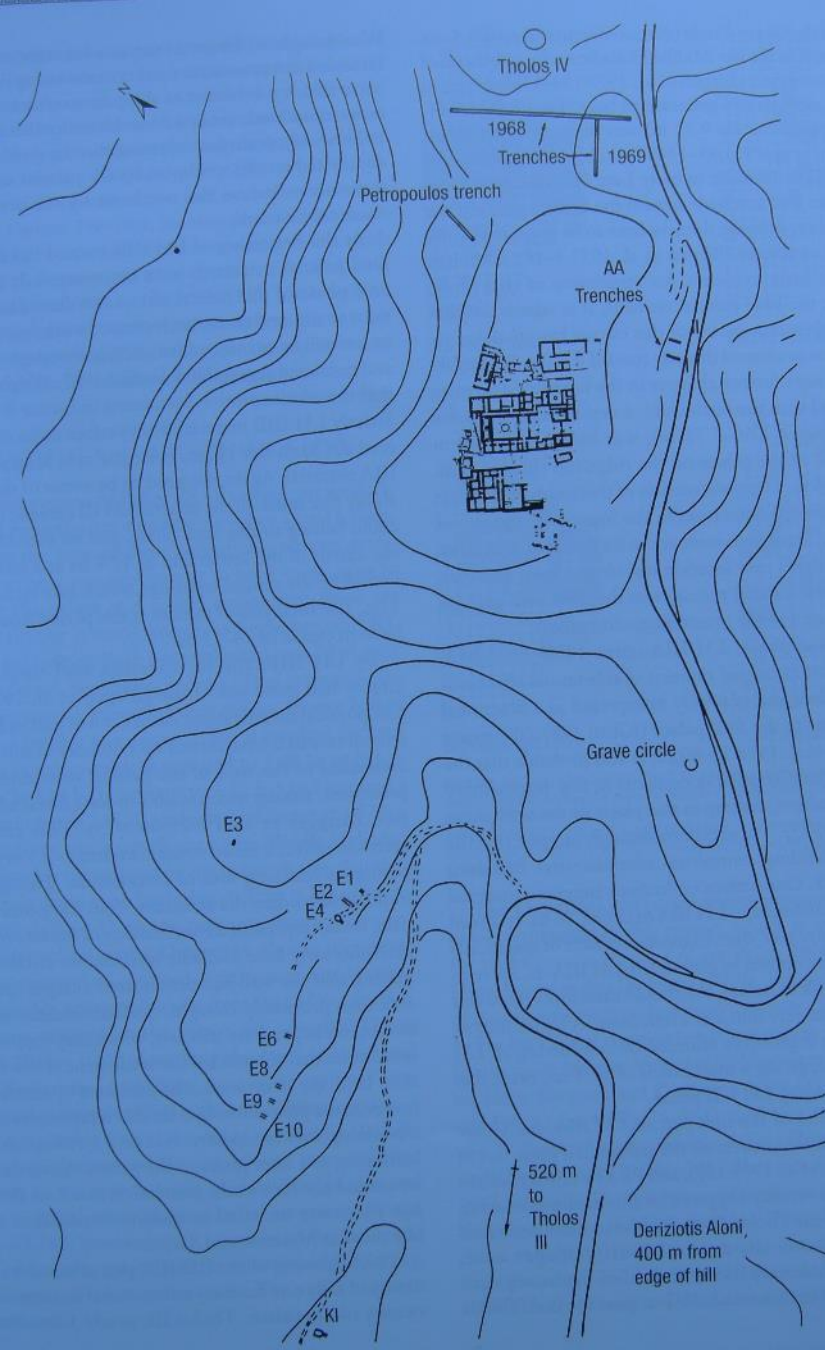 Tholos IV
N
1968
Trenches
1969
Petropoulos trench
AA
Trenches
Grave circle
E3
E1
E2
E4
E6
E8
E9
E10
520 m
to
Tholos
III
Deriziotis Aloni,
400 m from
edge of hill
KI